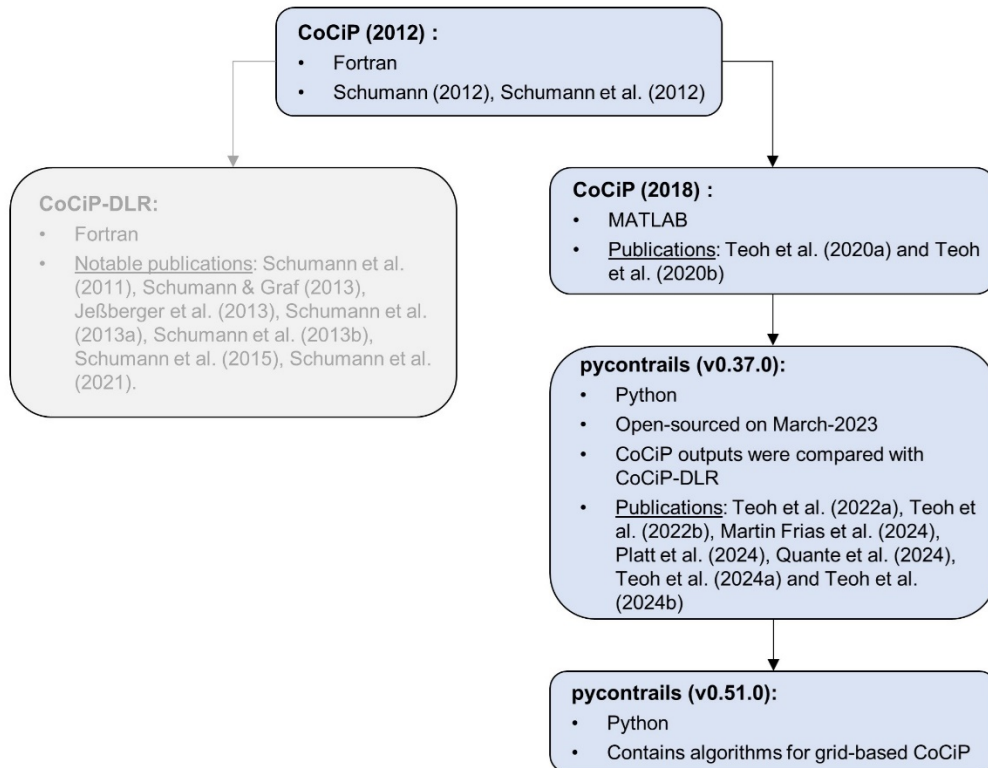 CoCiP (2012) :
• Fortran
• Schumann (2012), Schumann et al. (2012)
CoCiP-DLR:
• Fortran
• Notable publications: Schumann et al.
(2011), Schumann & Graf (2013),
Jeßberger et al. (2013), Schumann et al.
(2013a), Schumann et al. (2013b),
Schumann et al. (2015), Schumann et al.
(2021).
CoCiP (2018) :
• MATLAB
• Publications: Teoh et al. (2020a) and Teoh
et al. (2020b)
pycontrails (v0.37.0):
• Python
• Open-sourced on March-2023
• CoCiP outputs were compared with
CoCiP-DLR
• Publications: Teoh et al. (2022a), Teoh et
al. (2022b), Martin Frias et al. (2024),
Platt et al. (2024), Quante et al. (2024),
Teoh et al. (2024a) and Teoh et al.
(2024b)
pycontrails (v0.51.0):
• Python
• Contains algorithms for grid-based CoCiP